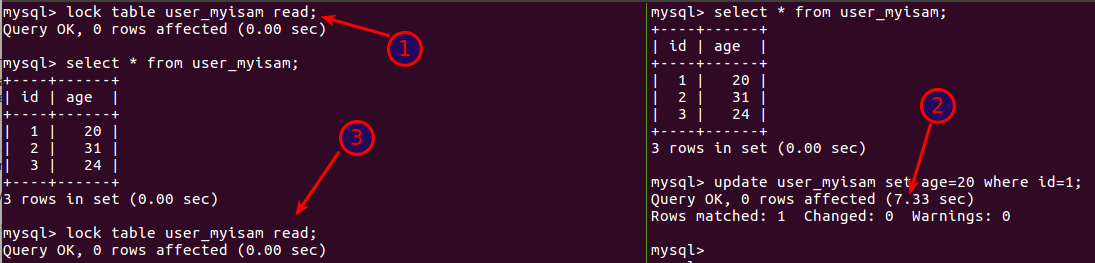 mysql> lock table user_myisam read;
Query OK, 0 rows affected (0.00 sec)
1
mysql> select * from user_myisam;
+----+------+
| id | age  |
+----+------+
|  1 |   20 |
|  2 |   31 |
|  3 |   24 |
+----+------+
3 rows in set (0.00 sec)
3
mysql> lock table user_myisam read;
Query OK, 0 rows affected (0.00 sec)
mysql> select * from user_myisam;
+----+------+
| id | age  |
+----+------+
|  1 |   20 |
|  2 |   31 |
|  3 |   24 |
+----+------+
3 rows in set (0.00 sec)
2
mysql> update user_myisam set age=20 where id=1;
Query OK, 0 rows affected (7.33 sec)
Rows matched: 1  Changed: 0  Warnings: 0
mysql>